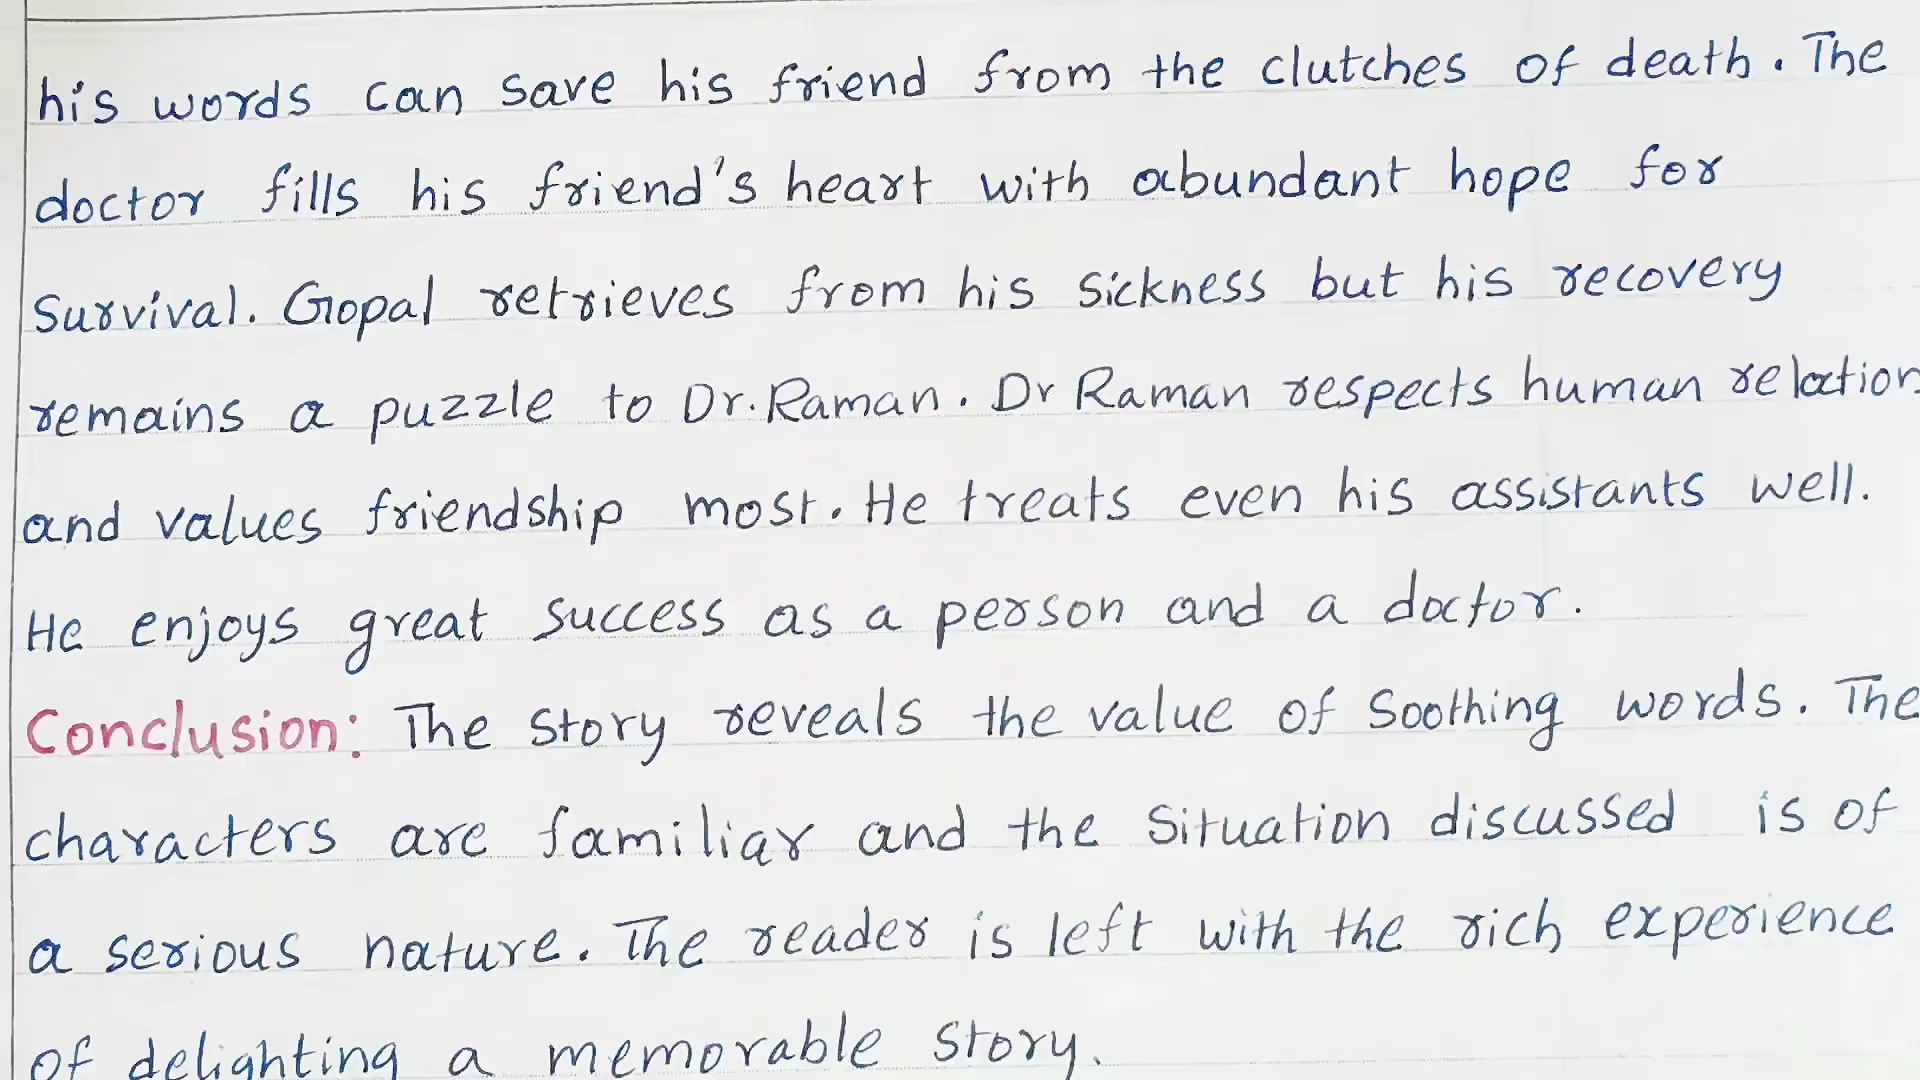 his words can save his friend from the clutches of death. The
doctor fills his friend's heart with abundant hope for
Survival. Gopal retrieves from his sickness but his recovery
remains a puzzle to Dr. Raman. Dr Raman respects human relations
and values friendship most. He treats even his assistants well.
He enjoys great success as a person and a doctor.
Conclusion: The Story reveals the value of Soothing words. The
characters are familiar and the Situation discussed is of
a serious nature. The reader is left with the rich experience
of delighting a memorable story.